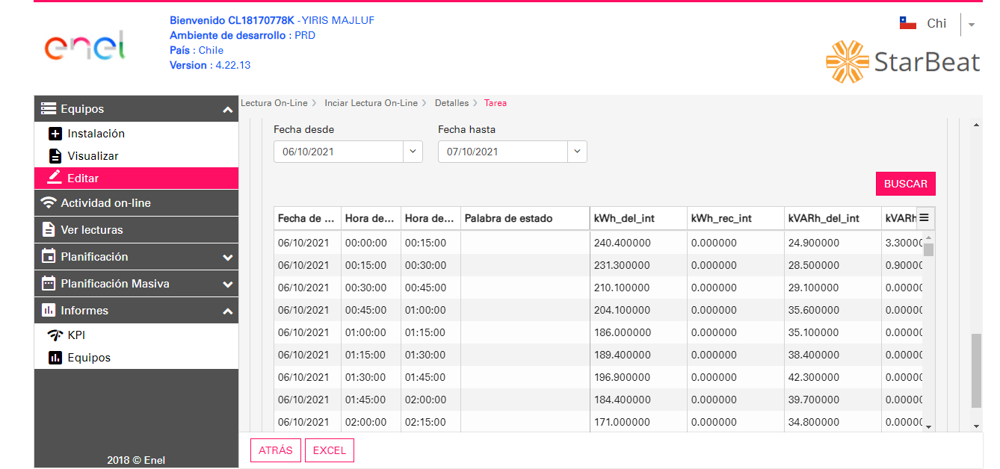 enel
Bienvenido CL18170778K - YIRIS MAJLUF
Ambiente de desarrollo : PRD
País : Chile
Version : 4.22.13
Chi
StarBeat
Equipos
Instalación
Visualizar
Editar
Actividad on-line
Ver lecturas
Planificación
Planificación Masiva
Informes
KPI
Equipos
2018 © Enel
Lectura On-Line > Inciar Lectura On-Line > Detalles > Tarea
Fecha desde Fecha hasta
06/10/2021 07/10/2021
BUSCAR
Fecha de ... Hora de... Hora de... Palabra de estado kWh_del_int kWh_rec_int kVARh_del_int kVARh
06/10/2021 00:00:00 00:15:00 240.400000 0.000000 24.900000 3.30000
06/10/2021 00:15:00 00:30:00 231.300000 0.000000 28.500000 0.90000
06/10/2021 00:30:00 00:45:00 210.100000 0.000000 29.100000 0.00000
06/10/2021 00:45:00 01:00:00 204.100000 0.000000 35.600000 0.00000
06/10/2021 01:00:00 01:15:00 186.000000 0.000000 35.100000 0.00000
06/10/2021 01:15:00 01:30:00 189.400000 0.000000 38.400000 0.00000
06/10/2021 01:30:00 01:45:00 196.900000 0.000000 42.300000 0.00000
06/10/2021 01:45:00 02:00:00 184.400000 0.000000 39.700000 0.00000
06/10/2021 02:00:00 02:15:00 171.000000 0.000000 34.800000 0.00000
ATRÁS EXCEL